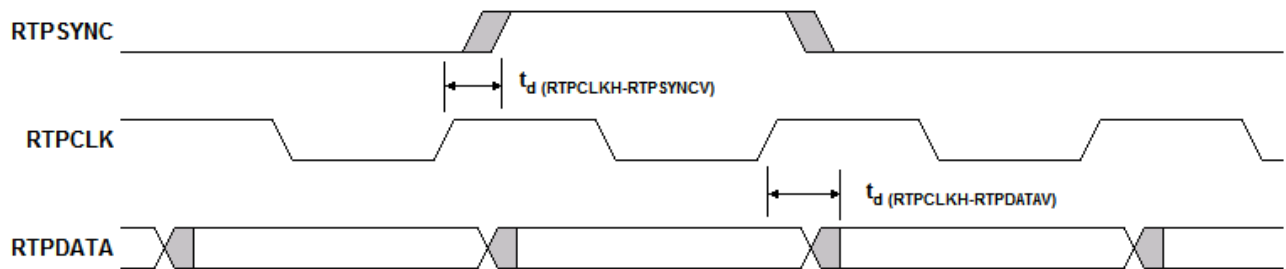 RTPSYNC
td (RTPCLKH-RTPSYNCV)
RTPCLK
td (RTPCLKH-RTPDATAV)
RTPDATA